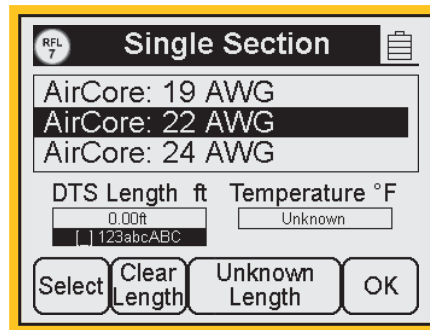 RFL
7
Single Section
AirCore: 19 AWG
AirCore: 22 AWG
AirCore: 24 AWG
DTS Length ft Temperature °F
0.00ft Unknown
[_] 123abcABC
Select Clear Length Unknown Length OK